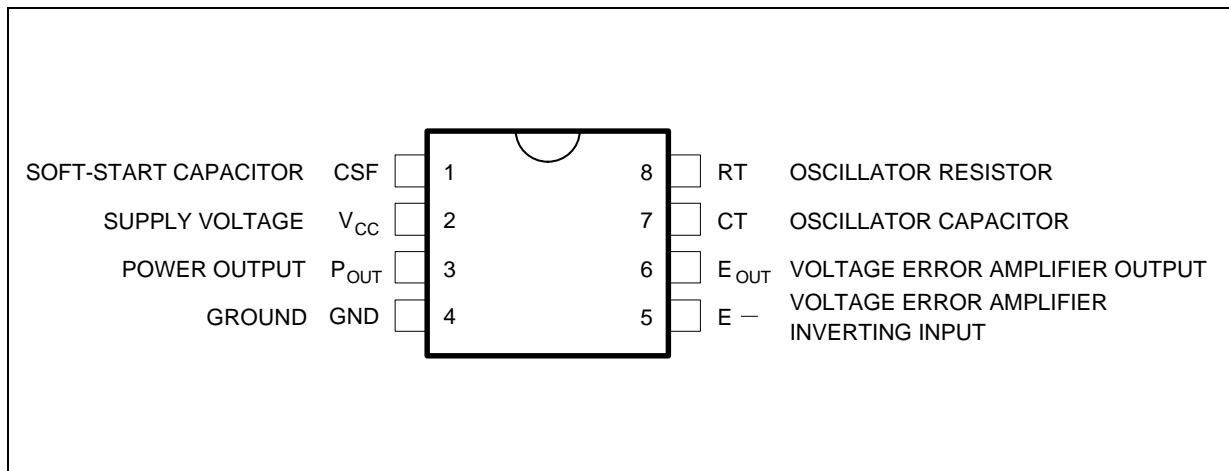 SOFT-START CAPACITOR CSF 1 8 RT OSCILLATOR RESISTOR
SUPPLY VOLTAGE VCC 2 7 CT OSCILLATOR CAPACITOR
POWER OUTPUT POUT 3 6 EOUT VOLTAGE ERROR AMPLIFIER OUTPUT
GROUND GND 4 5 E — VOLTAGE ERROR AMPLIFIER
INVERTING INPUT